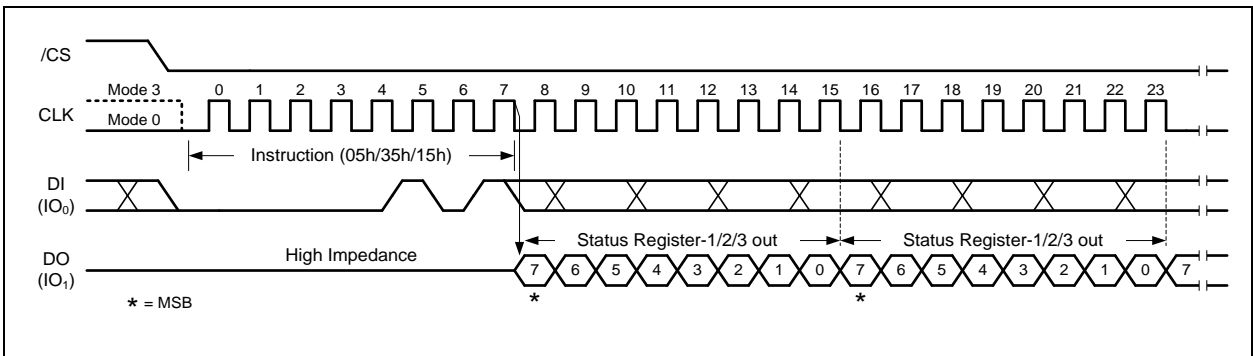 /CS
Mode 3
0 1 2 3 4 5 6 7 8 9 10 11 12 13 14 15 16 17 18 19 20 21 22 23
CLK
Mode 0
Instruction (05h/35h/15h)
DI
(IO₀)
Status Register-1/2/3 out Status Register-1/2/3 out
High Impedance
DO
(IO₁)
7 6 5 4 3 2 1 0 7 6 5 4 3 2 1 0 7
* *
* = MSB